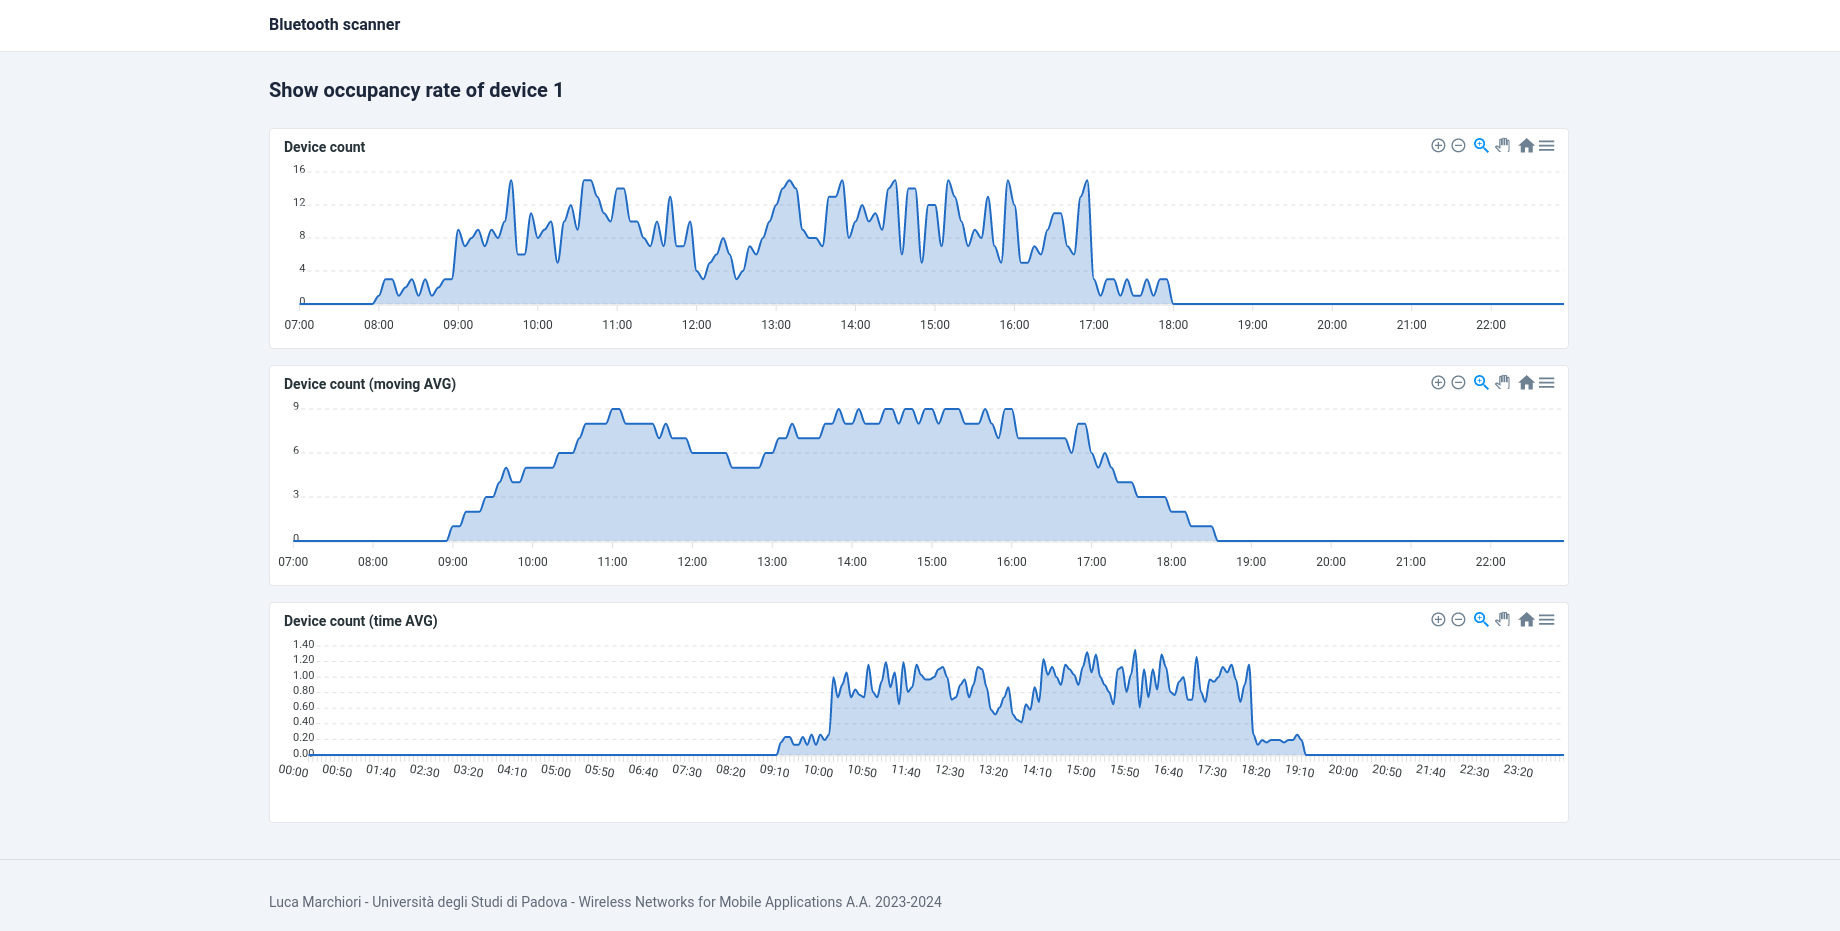 Bluetooth scanner
Show occupancy rate of device 1
Device count
16
12
8
4
0
07:00 08:00 09:00 10:00 11:00 12:00 13:00 14:00 15:00 16:00 17:00 18:00 19:00 20:00 21:00 22:00
Device count (moving AVG)
9
6
3
0
07:00 08:00 09:00 10:00 11:00 12:00 13:00 14:00 15:00 16:00 17:00 18:00 19:00 20:00 21:00 22:00
Device count (time AVG)
1.40
1.20
1.00
0.80
0.60
0.40
0.20
0.00
00:00 00:50 01:40 02:30 03:20 04:10 05:00 05:50 06:40 07:30 08:20 09:10 10:00 10:50 11:40 12:30 13:20 14:10 15:00 15:50 16:40 17:30 18:20 19:10 20:00 20:50 21:40 22:30 23:20
Luca Marchiori - Università degli Studi di Padova - Wireless Networks for Mobile Applications A.A. 2023-2024